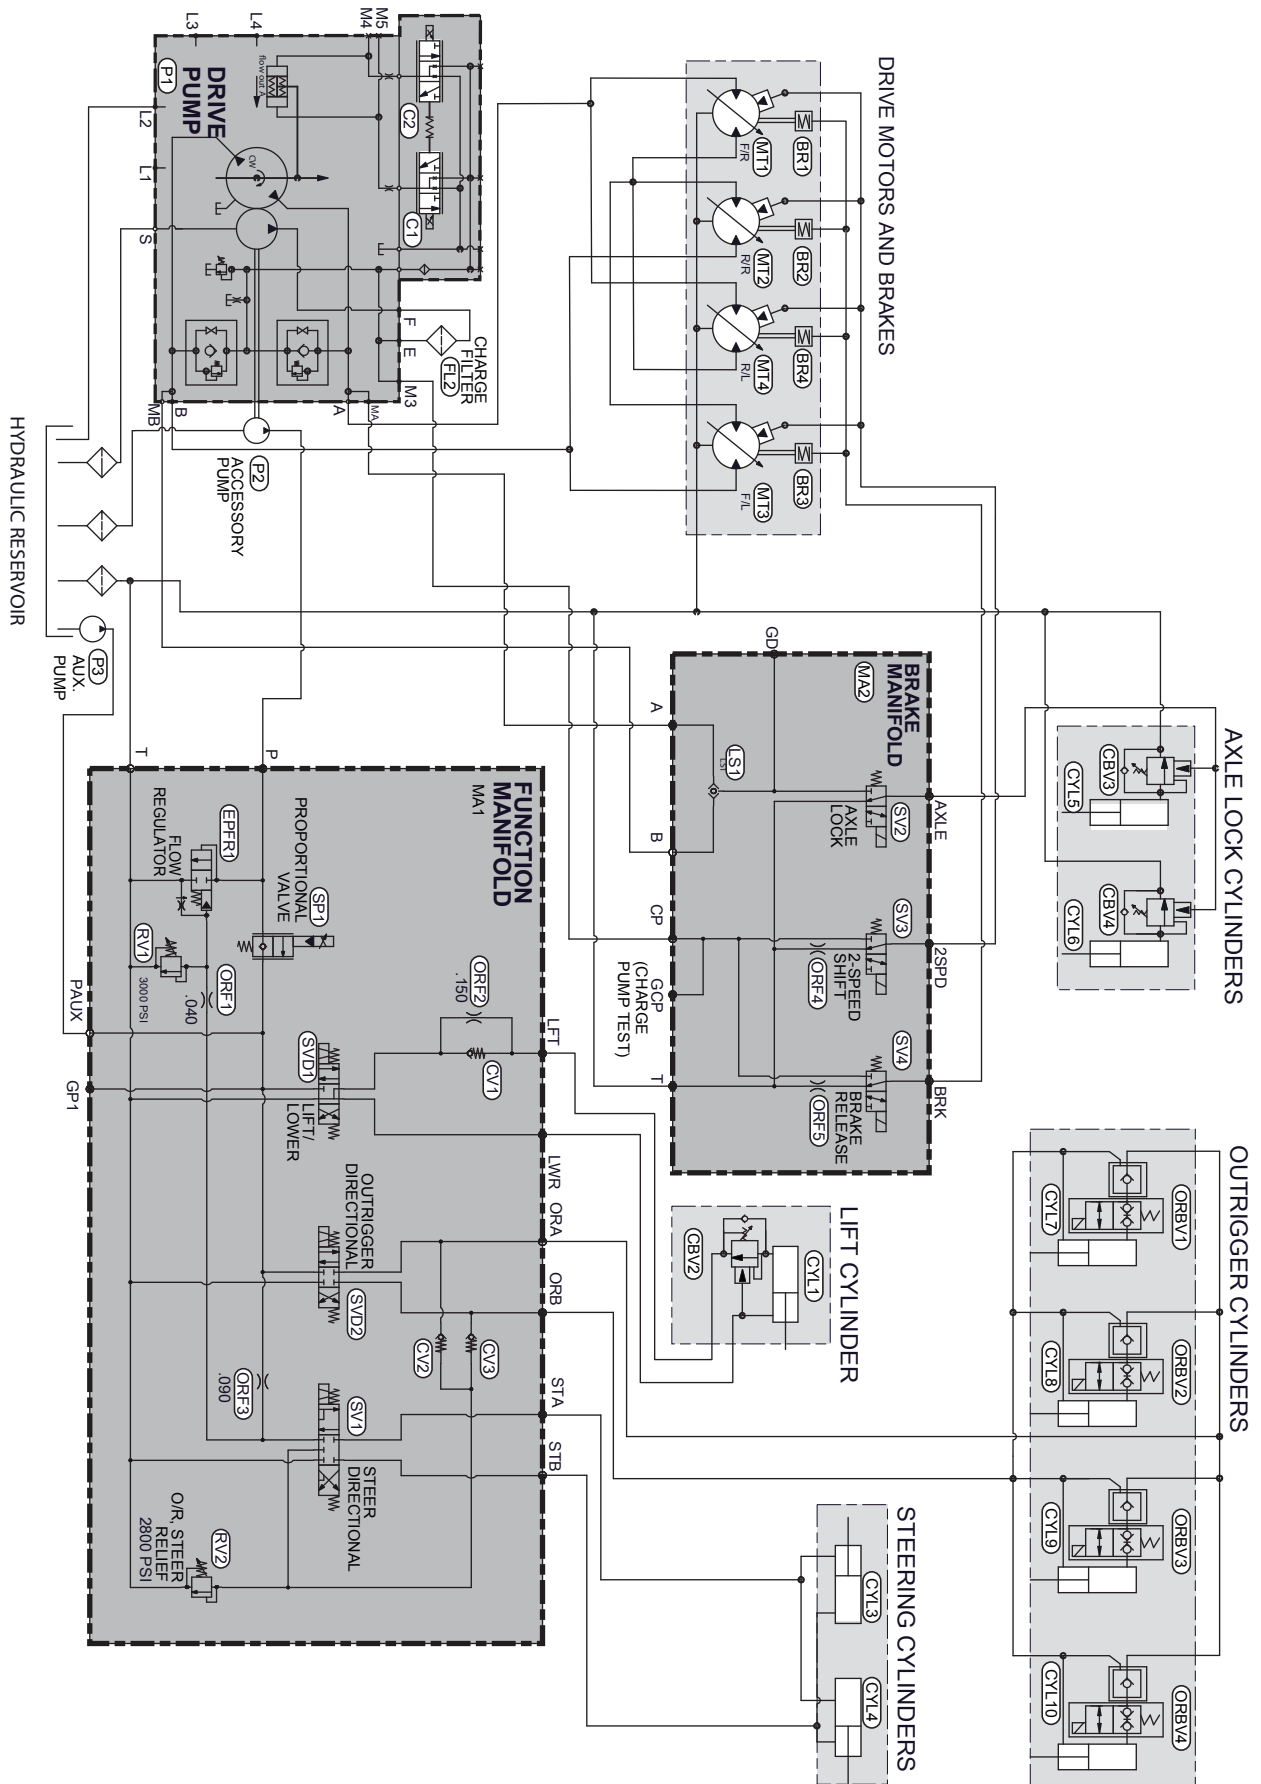 DRIVE MOTORS AND BRAKES
BR1
MT1
F/R
BR2
MT2
R/R
BR4
MT4
R/L
BR3
MT3
F/L
L3
L4
M4
M5
flow out A
P1
DRIVE
PUMP
CW
C2
C1
L2
L1
S
F
E
M3
MB
B
A
MA
CHARGE
FILTER
FL2
P2
ACCESSORY
PUMP
HYDRAULIC RESERVOIR
P3
AUX.
PUMP
AXLE LOCK CYLINDERS
CBV3
CYL5
CBV4
CYL6
BRAKE
MANIFOLD
MA2
GD
A
B
LS1
LS1
SV2
AXLE
LOCK
AXLE
CP
GCP
(CHARGE
PUMP TEST)
SV3
2-SPEED
SHIFT
ORF4
2SPD
T
SV4
BRAKE
RELEASE
ORF5
BRK
OUTRIGGER CYLINDERS
ORBV1
CYL7
ORBV2
CYL8
ORBV3
CYL9
ORBV4
CYL10
LIFT CYLINDER
CYL1
CBV2
STEERING CYLINDERS
CYL3
CYL4
FUNCTION
MANIFOLD
MA1
T
P
EPFR1
FLOW
REGULATOR
SP1
PROPORTIONAL
VALVE
RV1
3000 PSI
ORF1
.040
PAUX
GP1
ORF2
.150
CV1
LFT
SVD1
LIFT/
LOWER
LWR
ORA
ORB
OUTRIGGER
DIRECTIONAL
SVD2
CV2
CV3
ORF3
.090
STA
STB
SV1
STEER
DIRECTIONAL
RV2
O/R, STEER
RELIEF
2800 PSI